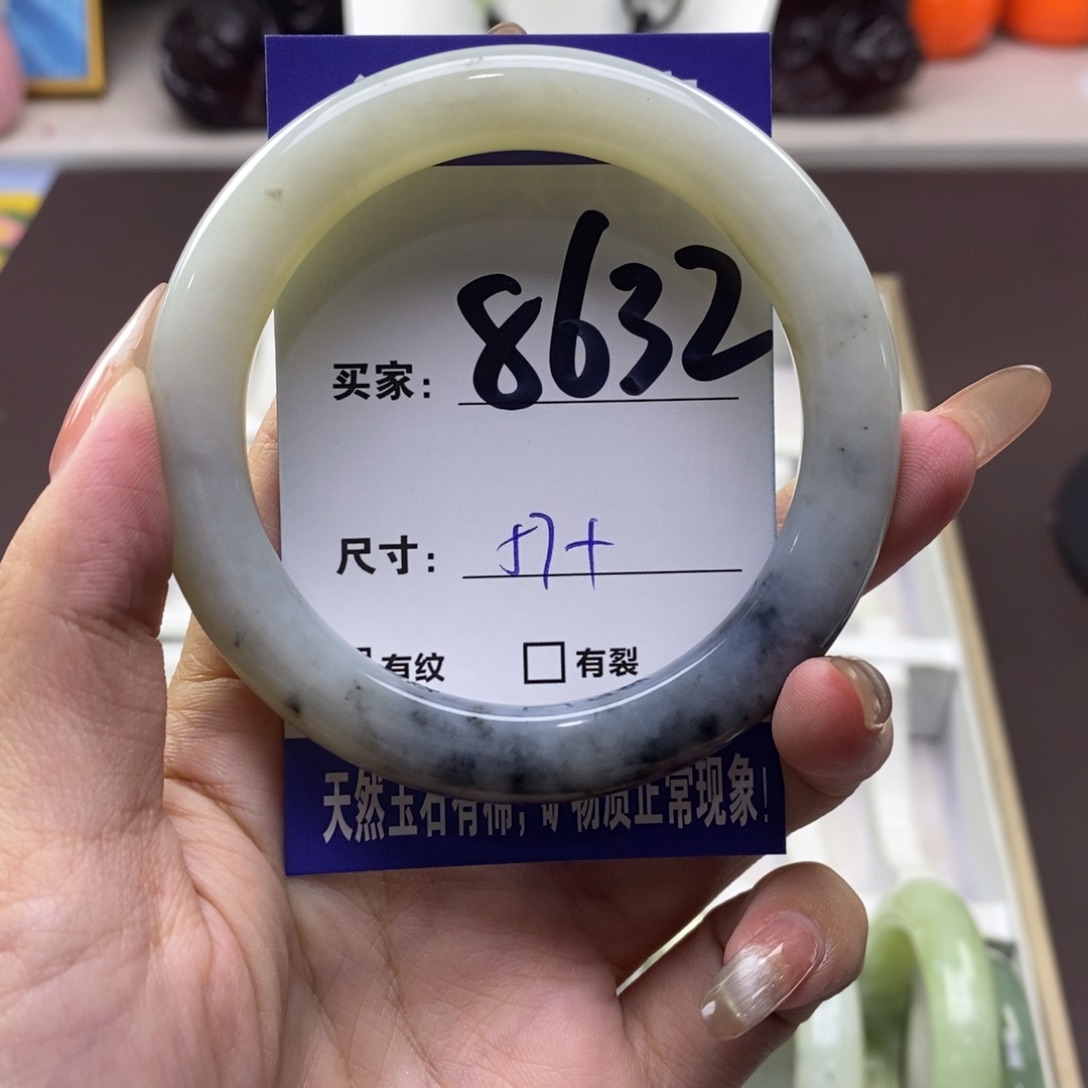 买家： 8632
尺寸： 57+
有纹 □有裂
天然玉石有棉，矿物质正常现象！